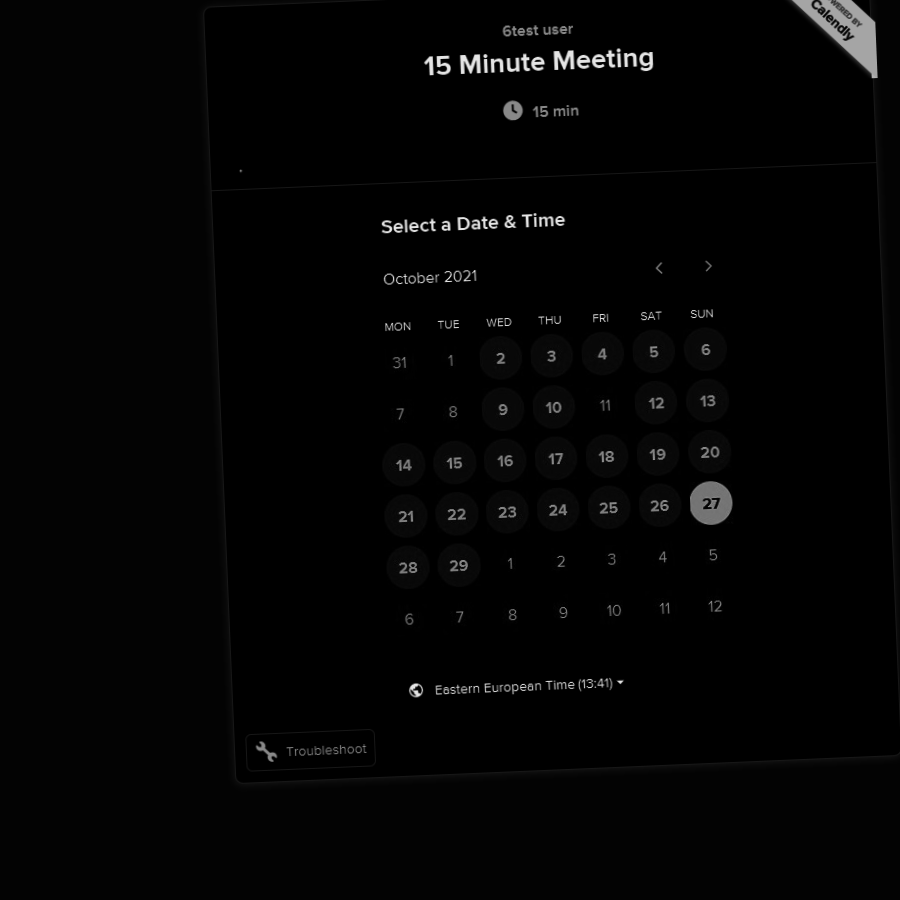 6test user
15 Minute Meeting
POWERED BY
Calendly
15 min
Select a Date & Time
October 2021
MON TUE WED THU FRI SAT SUN
31 1 2 3 4 5 6
7 8 9 10 11 12 13
14 15 16 17 18 19 20
21 22 23 24 25 26 27
28 29 1 2 3 4 5
6 7 8 9 10 11 12
Eastern European Time (13:41)
Troubleshoot